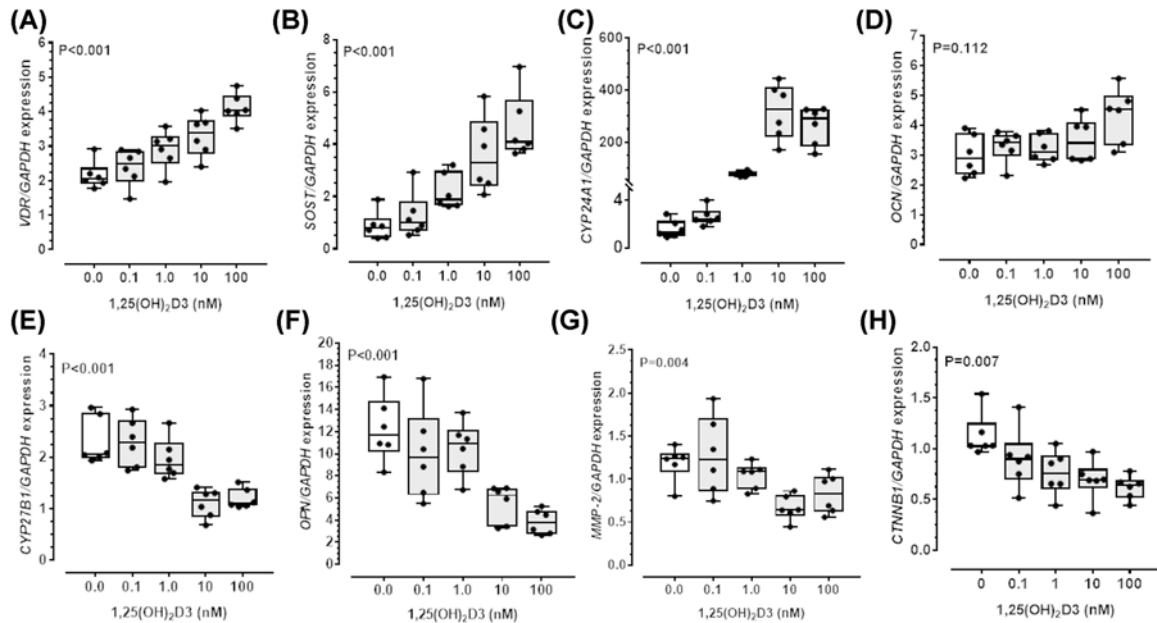 (A)
P<0.001
VDR/GAPDH expression
6
5
4
3
2
1
0
0.0 0.1 1.0 10 100
1,25(OH)₂D3 (nM)
(B)
P<0.001
SOST/GAPDH expression
8
6
4
2
0
0.0 0.1 1.0 10 100
1,25(OH)₂D3 (nM)
(C)
P<0.001
CYP24A1/GAPDH expression
600
400
200
4
0
0.0 0.1 1.0 10 100
1,25(OH)₂D3 (nM)
(D)
P=0.112
OCN/GAPDH expression
7
6
5
4
3
2
1
0
0.0 0.1 1.0 10 100
1,25(OH)₂D3 (nM)
(E)
P<0.001
CYP27B1/GAPDH expression
4
3
2
1
0
0.0 0.1 1.0 10 100
1,25(OH)₂D3 (nM)
(F)
P<0.001
OPN/GAPDH expression
20
18
16
14
12
10
8
6
4
2
0
0.0 0.1 1.0 10 100
1,25(OH)₂D3 (nM)
(G)
P=0.004
MMP-2/GAPDH expression
2.5
2.0
1.5
1.0
0.5
0.0
0.0 0.1 1.0 10 100
1,25(OH)₂D3 (nM)
(H)
P=0.007
CTNNB1/GAPDH expression
2.0
1.5
1.0
0.5
0.0
0 0.1 1 10 100
1,25(OH)₂D3 (nM)